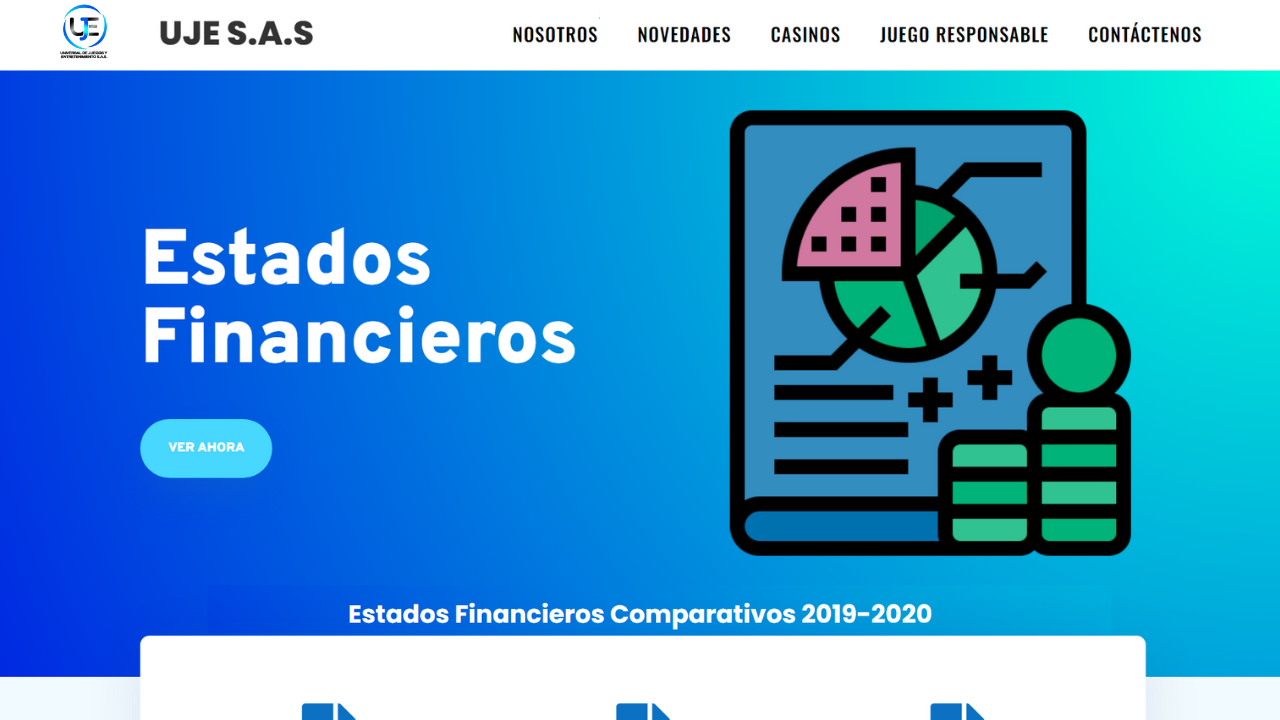 UJE
UNIVERSAL DE JUEGOS Y
ENTRETENIMIENTO S.A.S.
UJE S.A.S
NOSOTROS
NOVEDADES
CASINOS
JUEGO RESPONSABLE
CONTÁCTENOS
Estados
Financieros
VER AHORA
Estados Financieros Comparativos 2019-2020